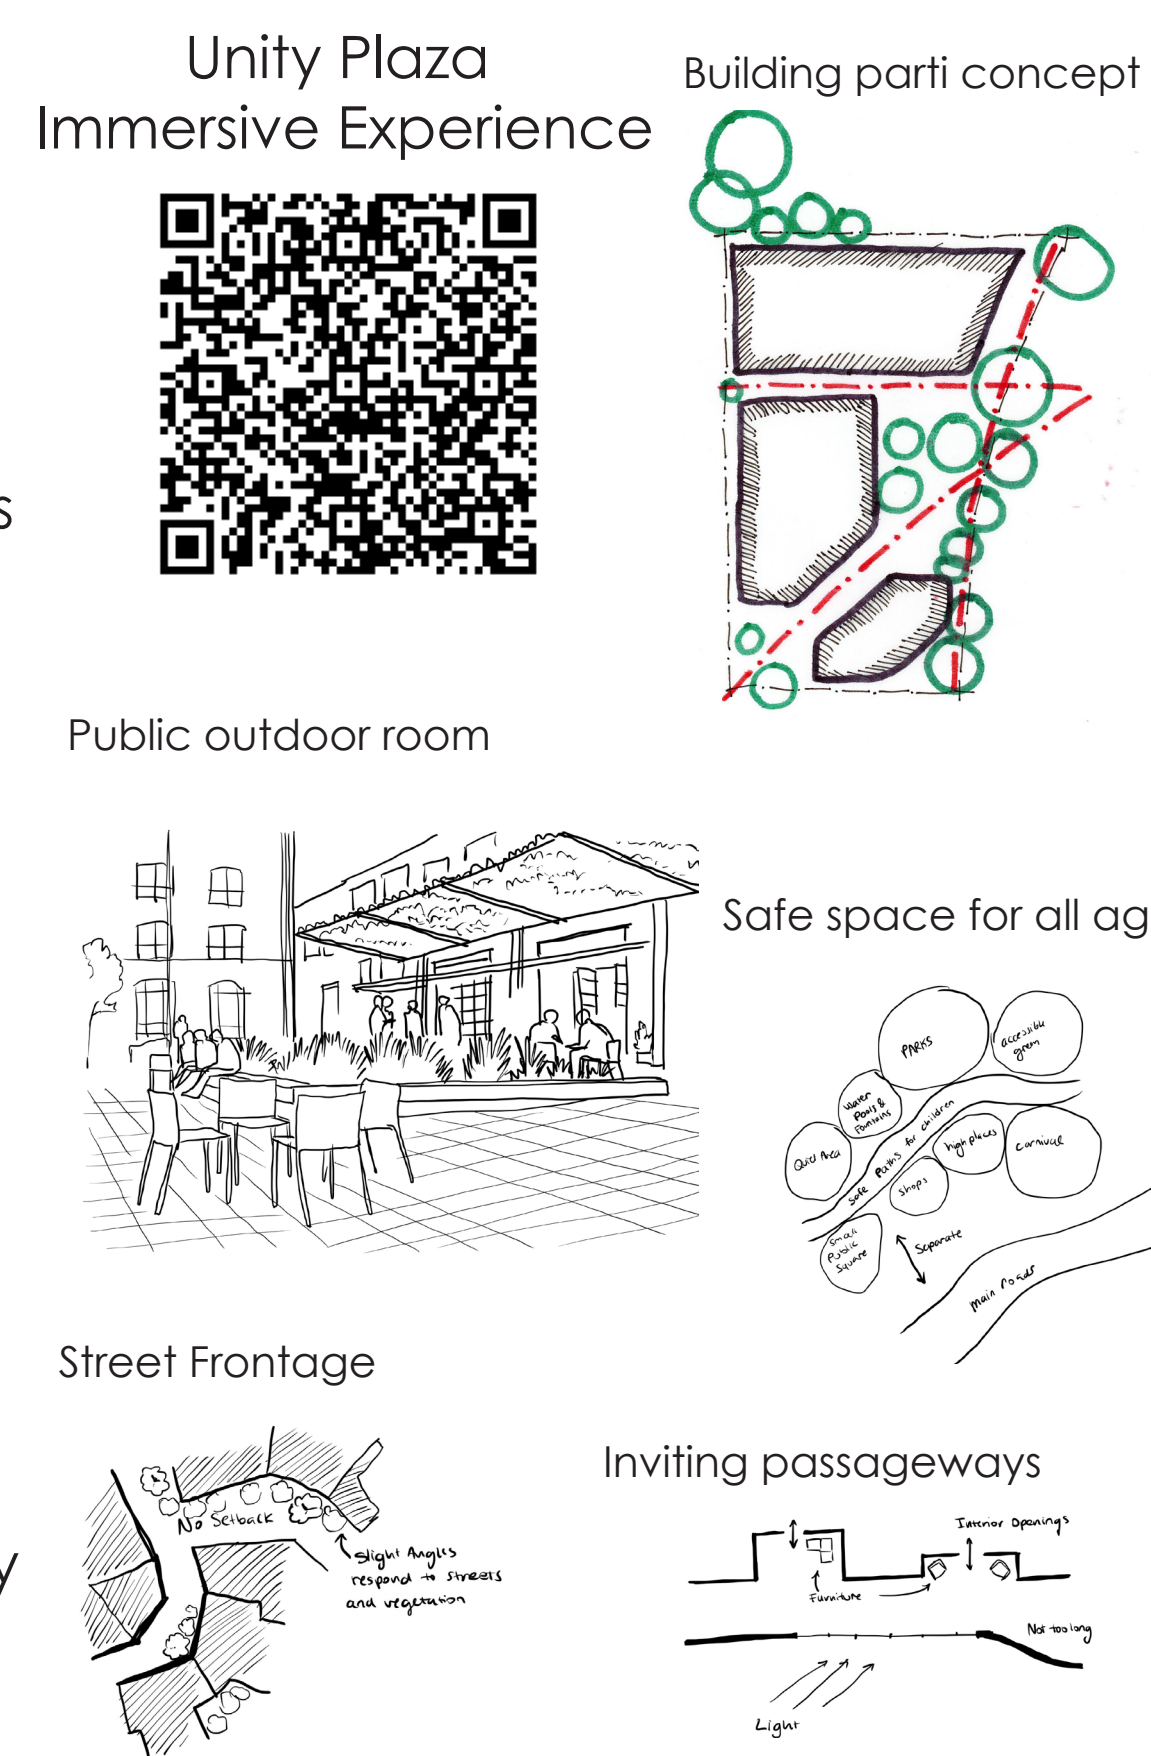 Unity Plaza
Immersive Experience
Building parti concept
s
Public outdoor room
Safe space for all ag
PARKS
accessible
green
Water
Pools &
Fountains
Safe Paths for children
Quiet Area
high places
carnival
Shops
Small
Public
Square
Separate
Main roads
Street Frontage
No Setback
Slight Angles
respond to streets
and vegetation
y
Inviting passageways
Interior Openings
Furniture
Not too long
Light